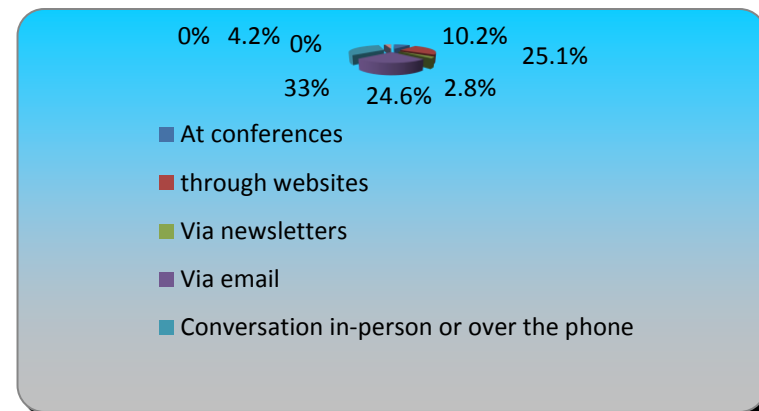 0% 4.2% 0% 10.2% 25.1%
33% 24.6% 2.8%
At conferences
through websites
Via newsletters
Via email
Conversation in-person or over the phone